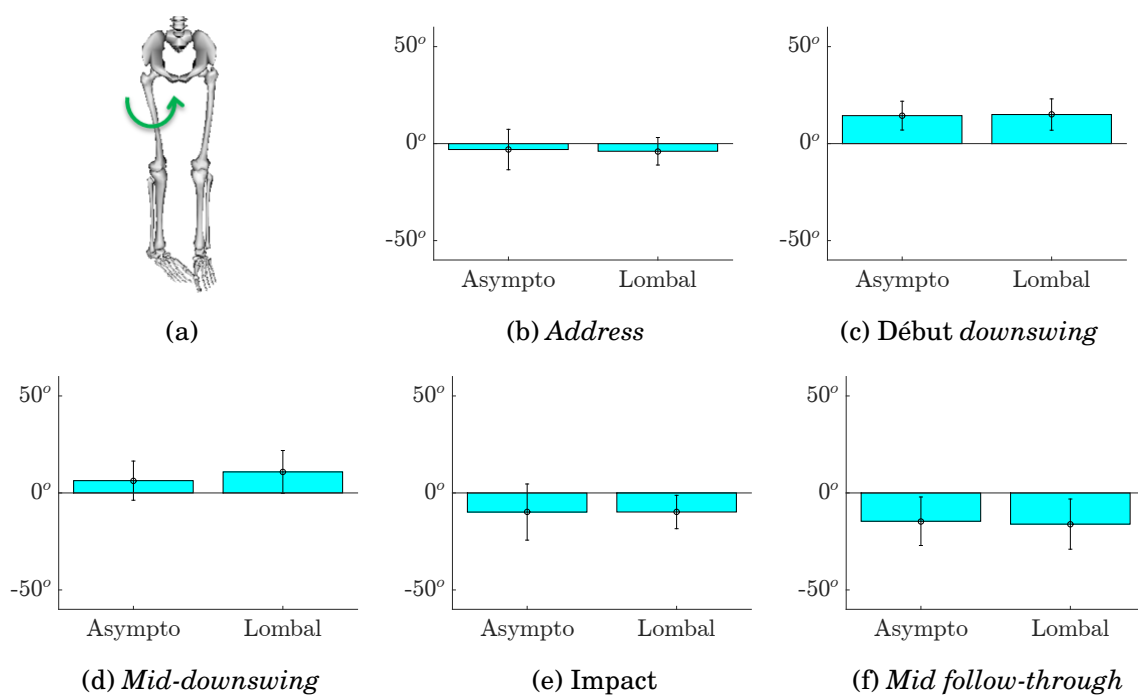 (a)
50°
0°
-50°
Asympto Lombal
(b) Address
50°
0°
-50°
Asympto Lombal
(c) Début downswing
50°
0°
-50°
Asympto Lombal
(d) Mid-downswing
50°
0°
-50°
Asympto Lombal
(e) Impact
50°
0°
-50°
Asympto Lombal
(f) Mid follow-through